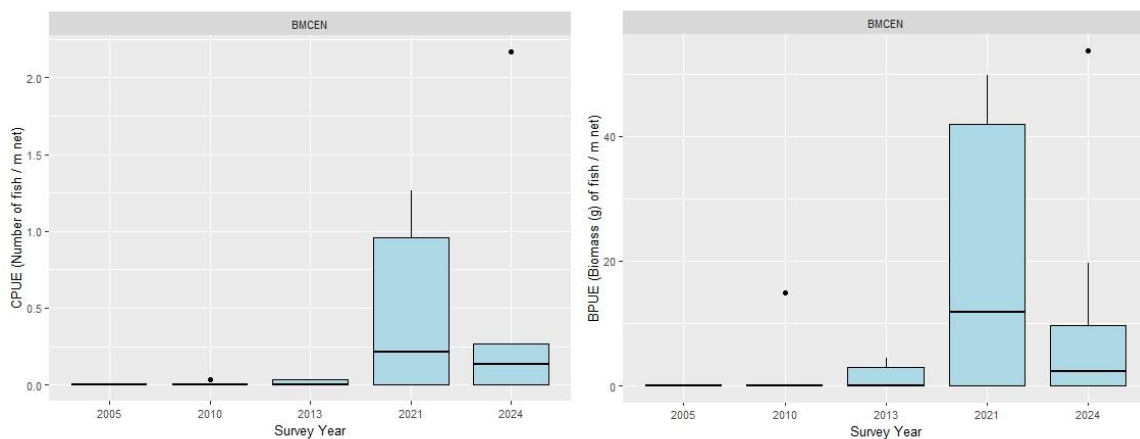 BMCEN
CPUE (Number of fish / m net)
2.0
1.5
1.0
0.5
0.0
2005 2010 2013 2021 2024
Survey Year
BMCEN
BPUE (Biomass (g) of fish / m net)
40
20
0
2005 2010 2013 2021 2024
Survey Year